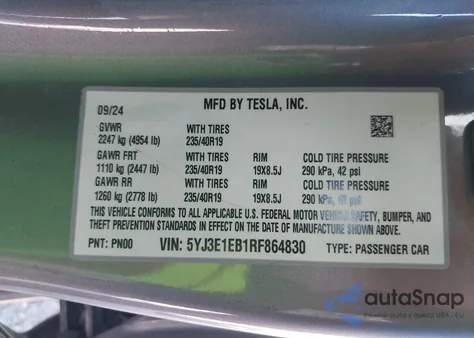 09/24 MFD BY TESLA, INC.
GVWR WITH TIRES
2247 kg (4954 lb) 235/40R19
GAWR FRT WITH TIRES RIM COLD TIRE PRESSURE
1110 kg (2447 lb) 235/40R19 19X8.5J 290 kPa, 42 psi
GAWR RR WITH TIRES RIM COLD TIRE PRESSURE
1260 kg (2778 lb) 235/40R19 19X8.5J 290 kPa, psi
THIS VEHICLE CONFORMS TO ALL APPLICABLE U.S. FEDERAL MOTOR VEHICLE SAFETY, BUMPER, AND
THEFT PREVENTION STANDARDS IN EFFECT ON THE DATE OF MANUFACTURE SHOWN ABOVE.
PNT: PN00 VIN: 5YJ3E1EB1RF864830 TYPE: PASSENGER CAR
autoSnap